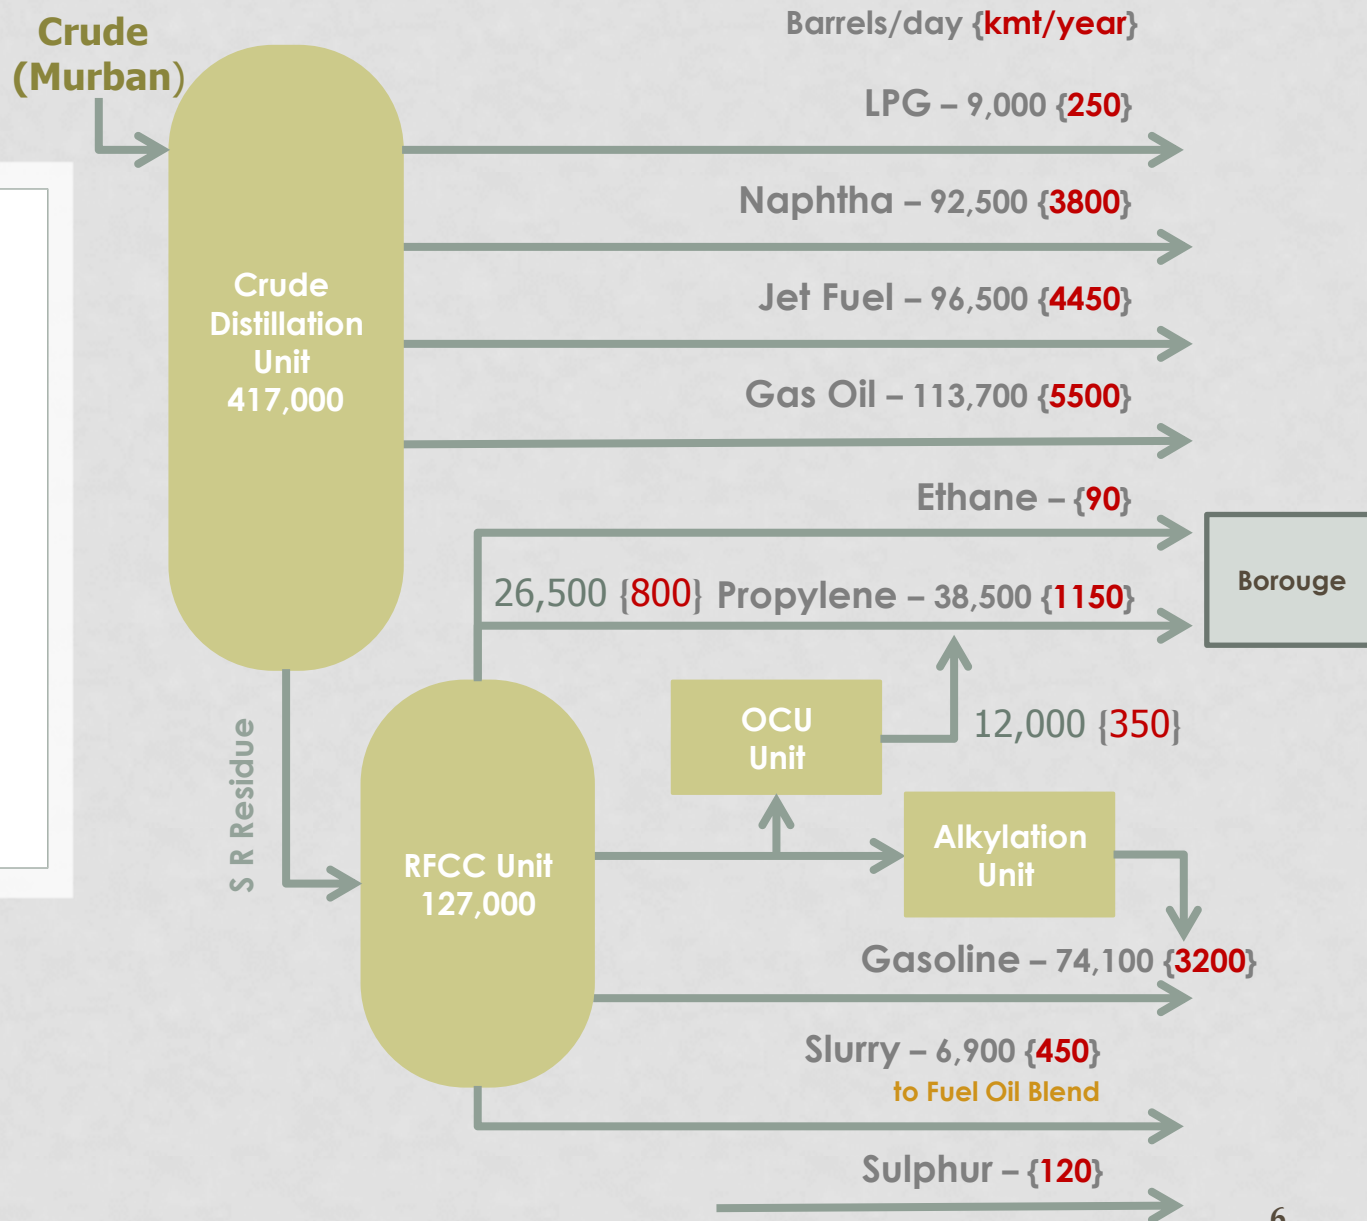 Crude
(Murban)
Barrels/day {kmt/year}
LPG – 9,000 {250}
Naphtha – 92,500 {3800}
Jet Fuel – 96,500 {4450}
Crude
Distillation
Unit
417,000
Gas Oil – 113,700 {5500}
Ethane – {90}
26,500 {800} Propylene – 38,500 {1150}
Borouge
OCU
Unit
12,000 {350}
S R Residue
RFCC Unit
127,000
Alkylation
Unit
Gasoline – 74,100 {3200}
Slurry – 6,900 {450}
to Fuel Oil Blend
Sulphur – {120}
6